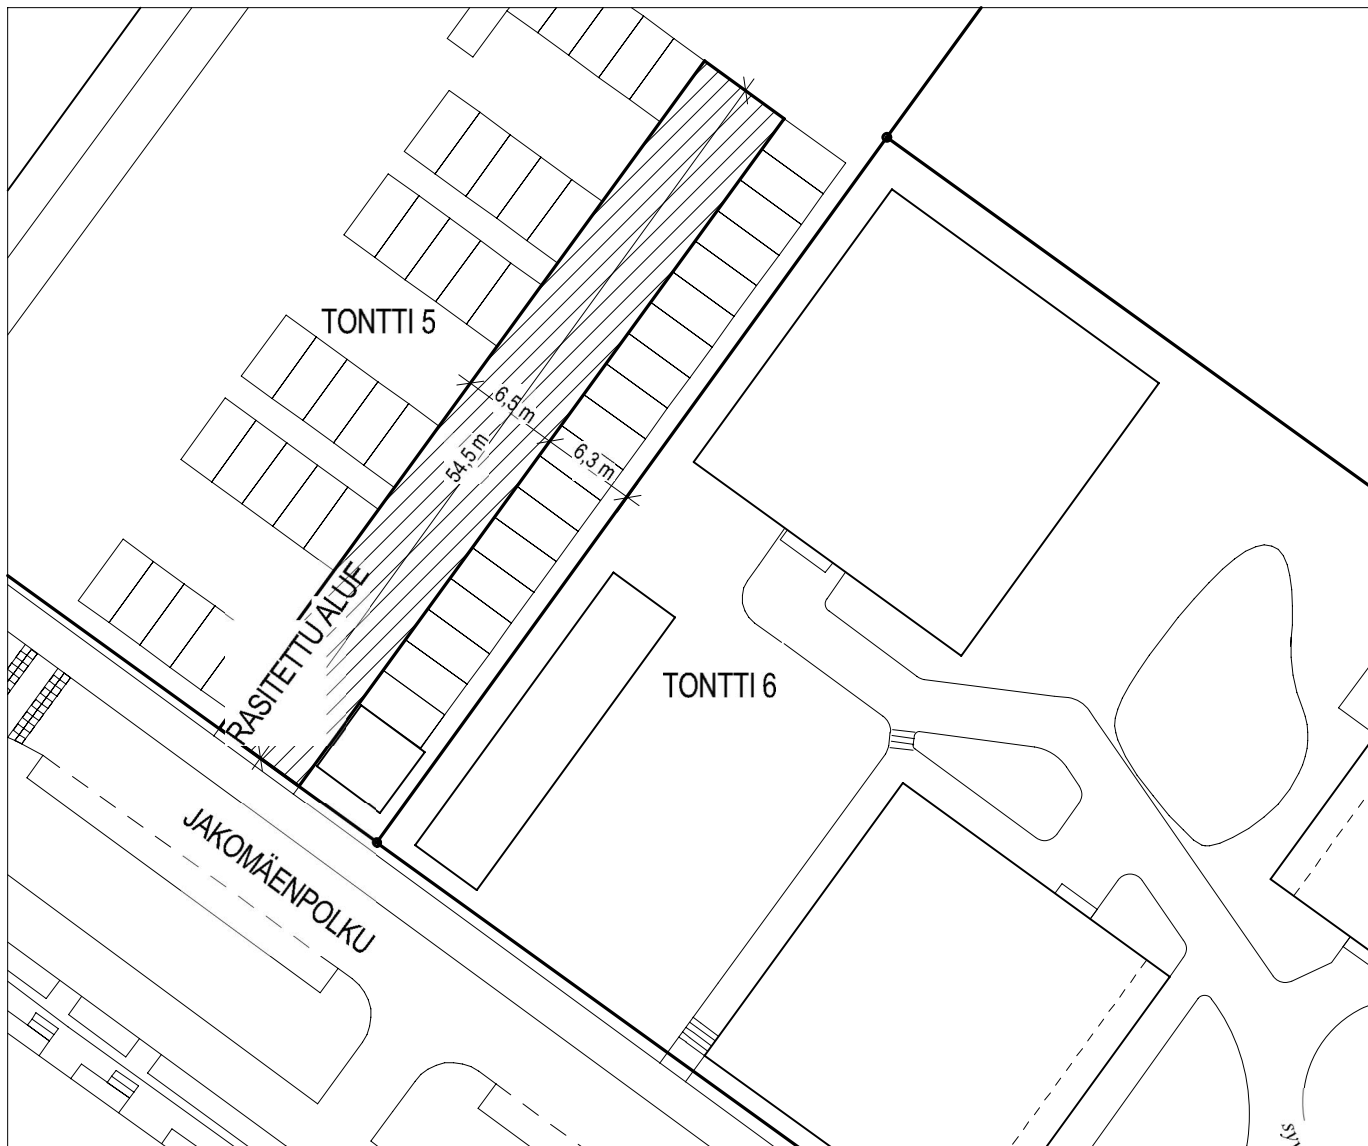 TONTTI 5
6,5 m
54,5 m
6,3 m
RASITETTU ALUE
TONTTI 6
JAKOMÄENPOLKU